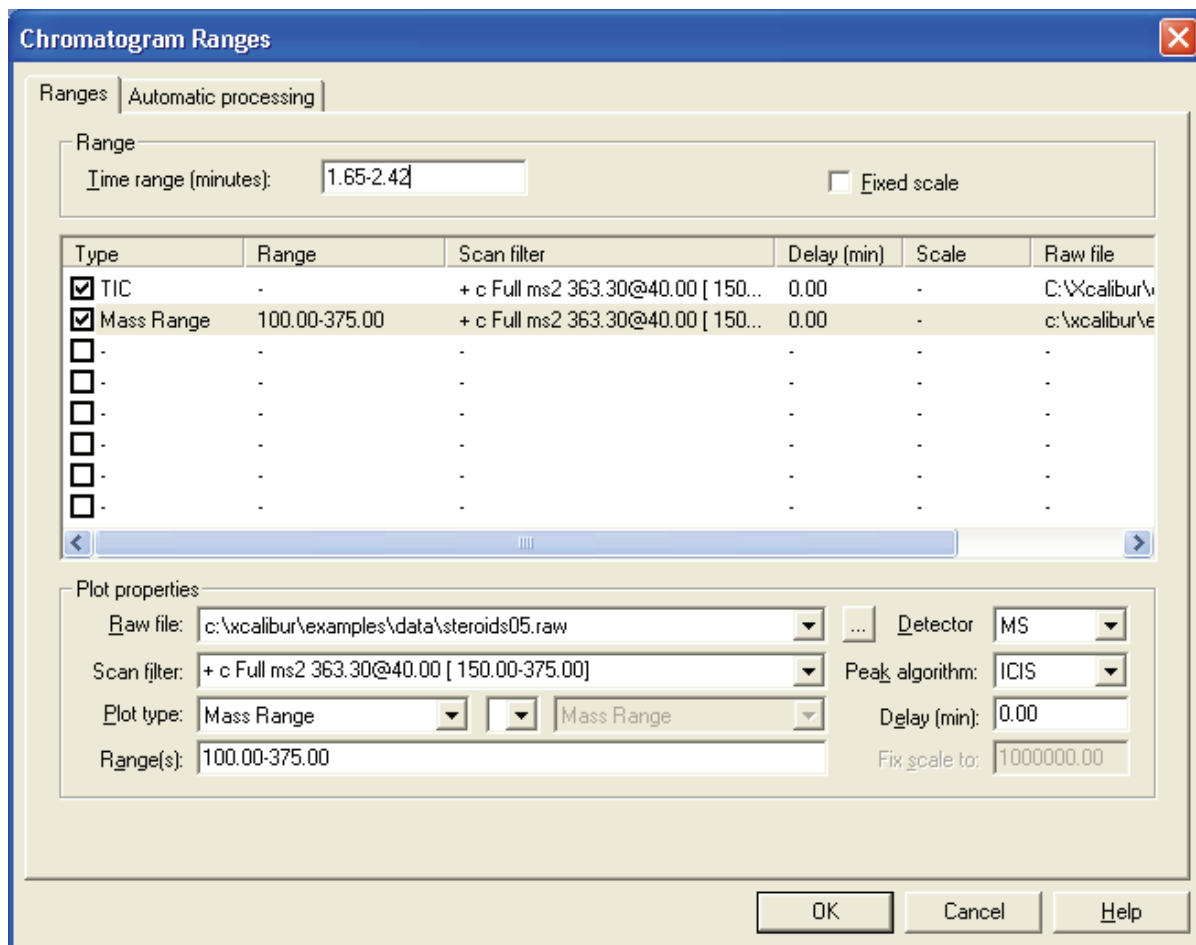 Chromatogram Ranges
Ranges Automatic processing
Range
Time range (minutes): 1.65-2.42 Fixed scale
Type Range Scan filter Delay (min) Scale Raw file
TIC - + c Full ms2 363.30@40.00 [ 150... 0.00 - C:\Xcalibur\
Mass Range 100.00-375.00 + c Full ms2 363.30@40.00 [ 150... 0.00 - c:\xcalibur\e
- - - - - -
- - - - - -
- - - - - -
- - - - - -
- - - - - -
- - - - - -
Plot properties
Raw file: c:\xcalibur\examples\data\steroids05.raw ... Detector MS
Scan filter: + c Full ms2 363.30@40.00 [ 150.00-375.00] Peak algorithm: ICIS
Plot type: Mass Range Mass Range Delay (min): 0.00
Range(s): 100.00-375.00 Fix scale to: 1000000.00
OK Cancel Help